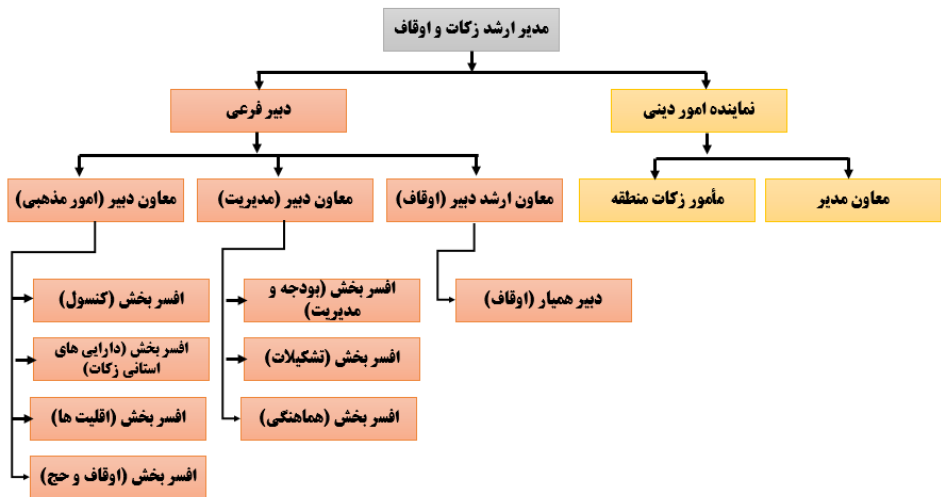 مدیر ارشد زکات و اوقاف
نماینده امور دینی
دبیر فرعی
معاون مدیر
مأمور زکات منطقه
معاون ارشد دبیر (اوقاف)
معاون دبیر (مدیریت)
معاون دبیر (امور مذهبی)
دبیر همیار (اوقاف)
افسر بخش (بودجه و
مدیریت)
افسر بخش (تشکیلات)
افسر بخش (هماهنگی)
افسر بخش (کنسول)
افسر بخش (دارایی های
استانی زکات)
افسر بخش (اقلیت ها)
افسر بخش (اوقاف و حج)